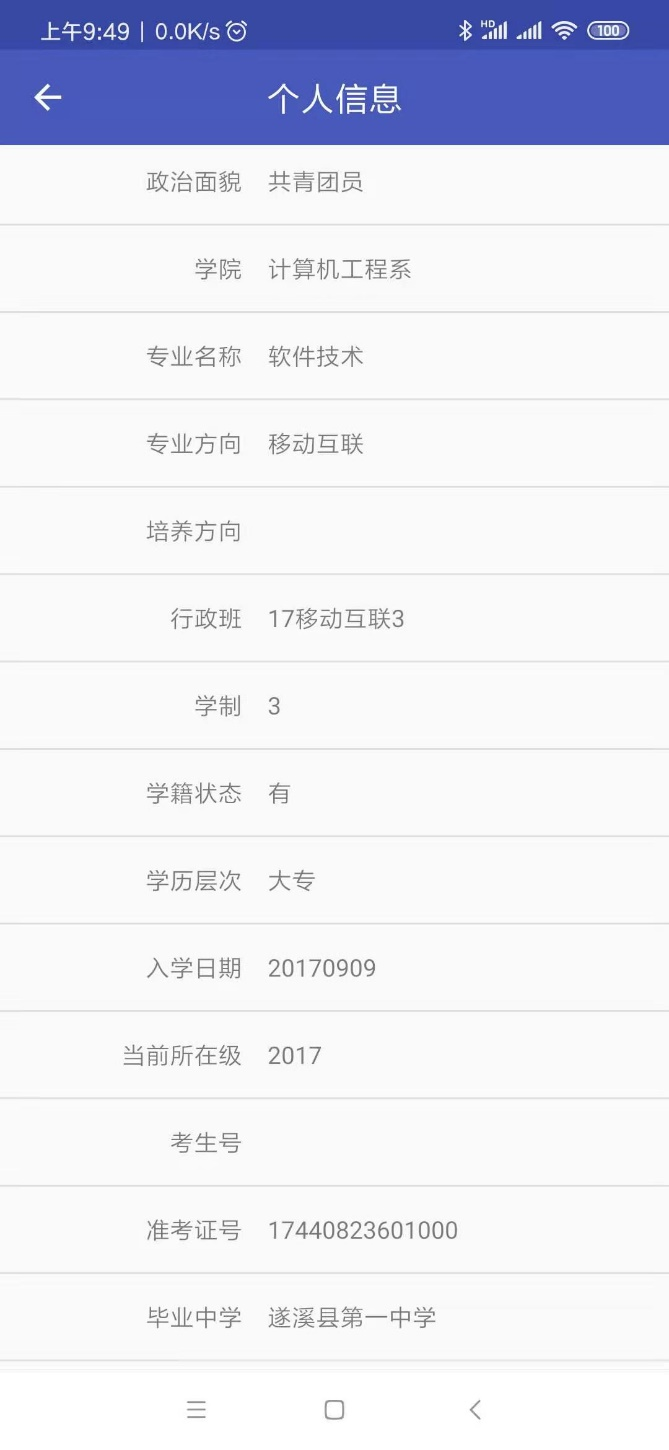 上午9:49 | 0.0K/s HD 100
个人信息
政治面貌 共青团员
学院 计算机工程系
专业名称 软件技术
专业方向 移动互联
培养方向
行政班 17移动互联3
学制 3
学籍状态 有
学历层次 大专
入学日期 20170909
当前所在级 2017
考生号
准考证号 17440823601000
毕业中学 遂溪县第一中学